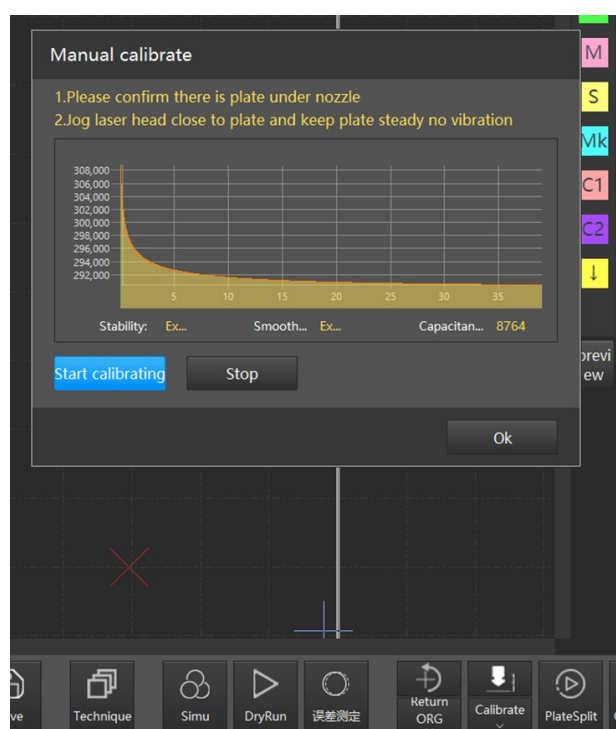 Manual calibrate
1.Please confirm there is plate under nozzle
2.Jog laser head close to plate and keep plate steady no vibration
308,000
306,000
304,000
302,000
300,000
298,000
296,000
294,000
292,000
5 10 15 20 25 30 35
Stability: Ex... Smooth... Ex... Capacitan... 8764
Start calibrating Stop
Ok
M
S
Mk
C1
C2
↓
previ
ew
ve
Technique
Simu
DryRun
误差测定
Return
ORG
Calibrate
PlateSplit